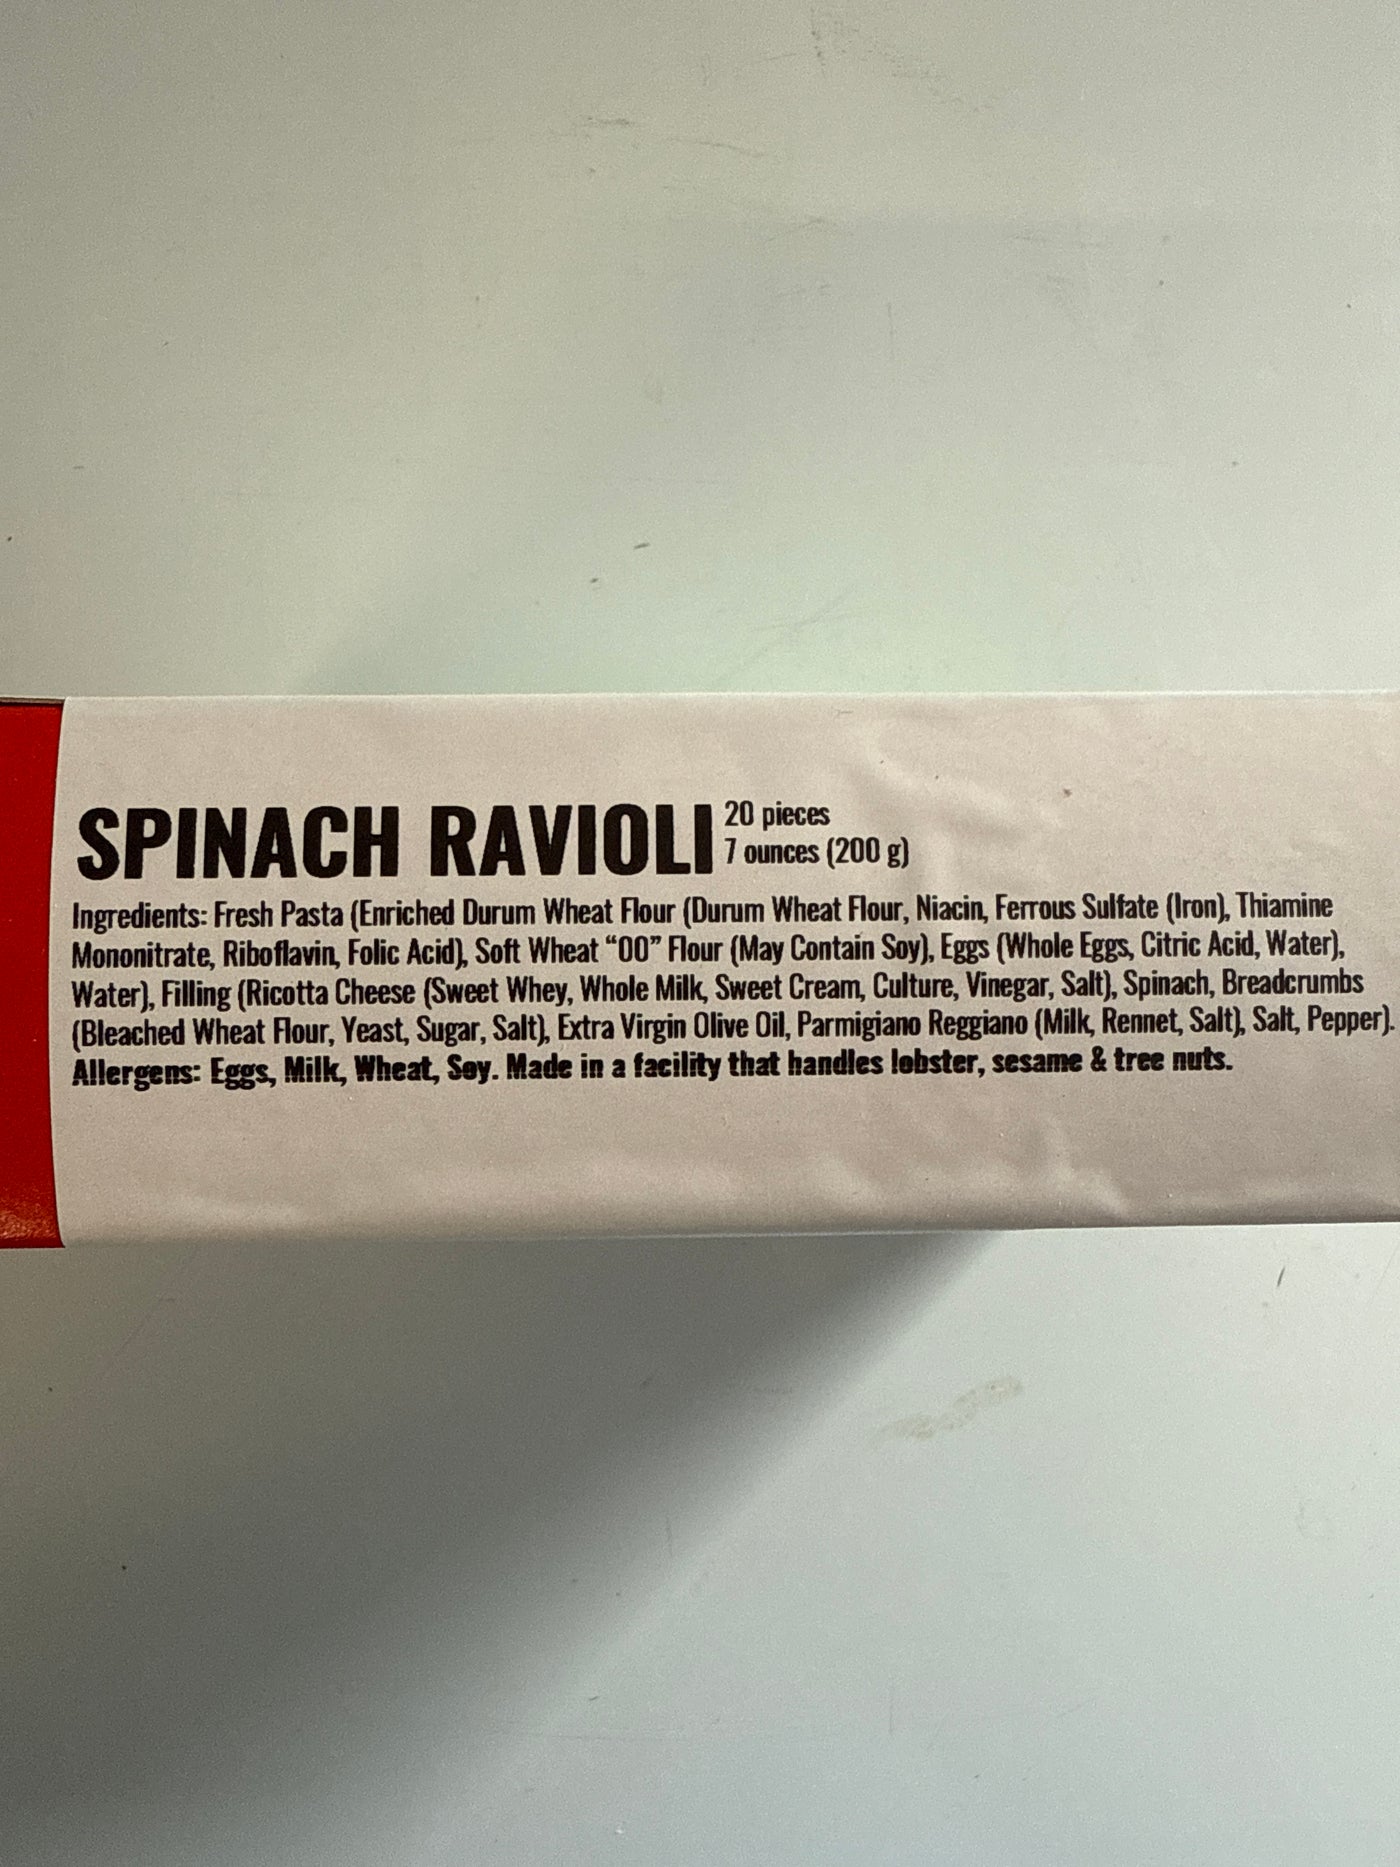 SPINACH RAVIOLI 20 pieces
7 ounces (200 g)
Ingredients: Fresh Pasta (Enriched Durum Wheat Flour (Durum Wheat Flour, Niacin, Ferrous Sulfate (Iron), Thiamine
Mononitrate, Riboflavin, Folic Acid), Soft Wheat “00” Flour (May Contain Soy), Eggs (Whole Eggs, Citric Acid, Water),
Water), Filling (Ricotta Cheese (Sweet Whey, Whole Milk, Sweet Cream, Culture, Vinegar, Salt), Spinach, Breadcrumbs
(Bleached Wheat Flour, Yeast, Sugar, Salt), Extra Virgin Olive Oil, Parmigiano Reggiano (Milk, Rennet, Salt), Salt, Pepper).
Allergens: Eggs, Milk, Wheat, Soy. Made in a facility that handles lobster, sesame & tree nuts.